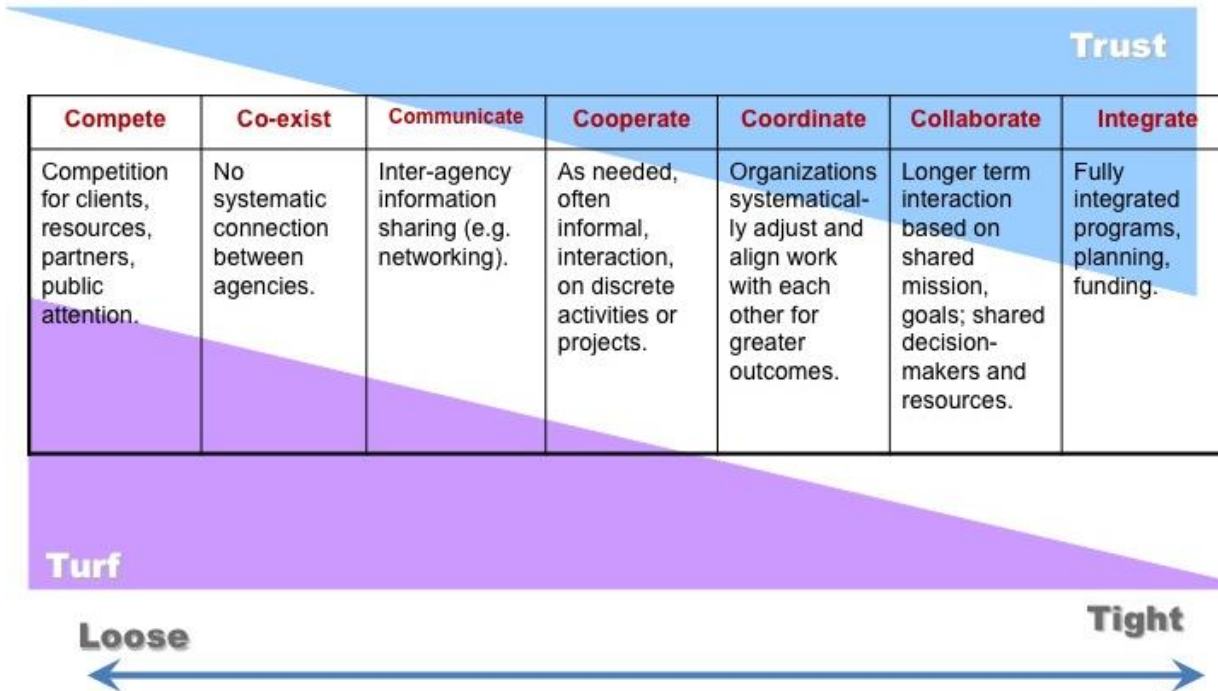 Trust
Compete
Co-exist
Communicate
Cooperate
Coordinate
Collaborate
Integrate
Competition
for clients,
resources,
partners,
public
attention.
No
systematic
connection
between
agencies.
Inter-agency
information
sharing (e.g.
networking).
As needed,
often
informal,
interaction,
on discrete
activities or
projects.
Organizations
systematical-
ly adjust and
align work
with each
other for
greater
outcomes.
Longer term
interaction
based on
shared
mission,
goals; shared
decision-
makers and
resources.
Fully
integrated
programs,
planning,
funding.
Turf
Loose
Tight